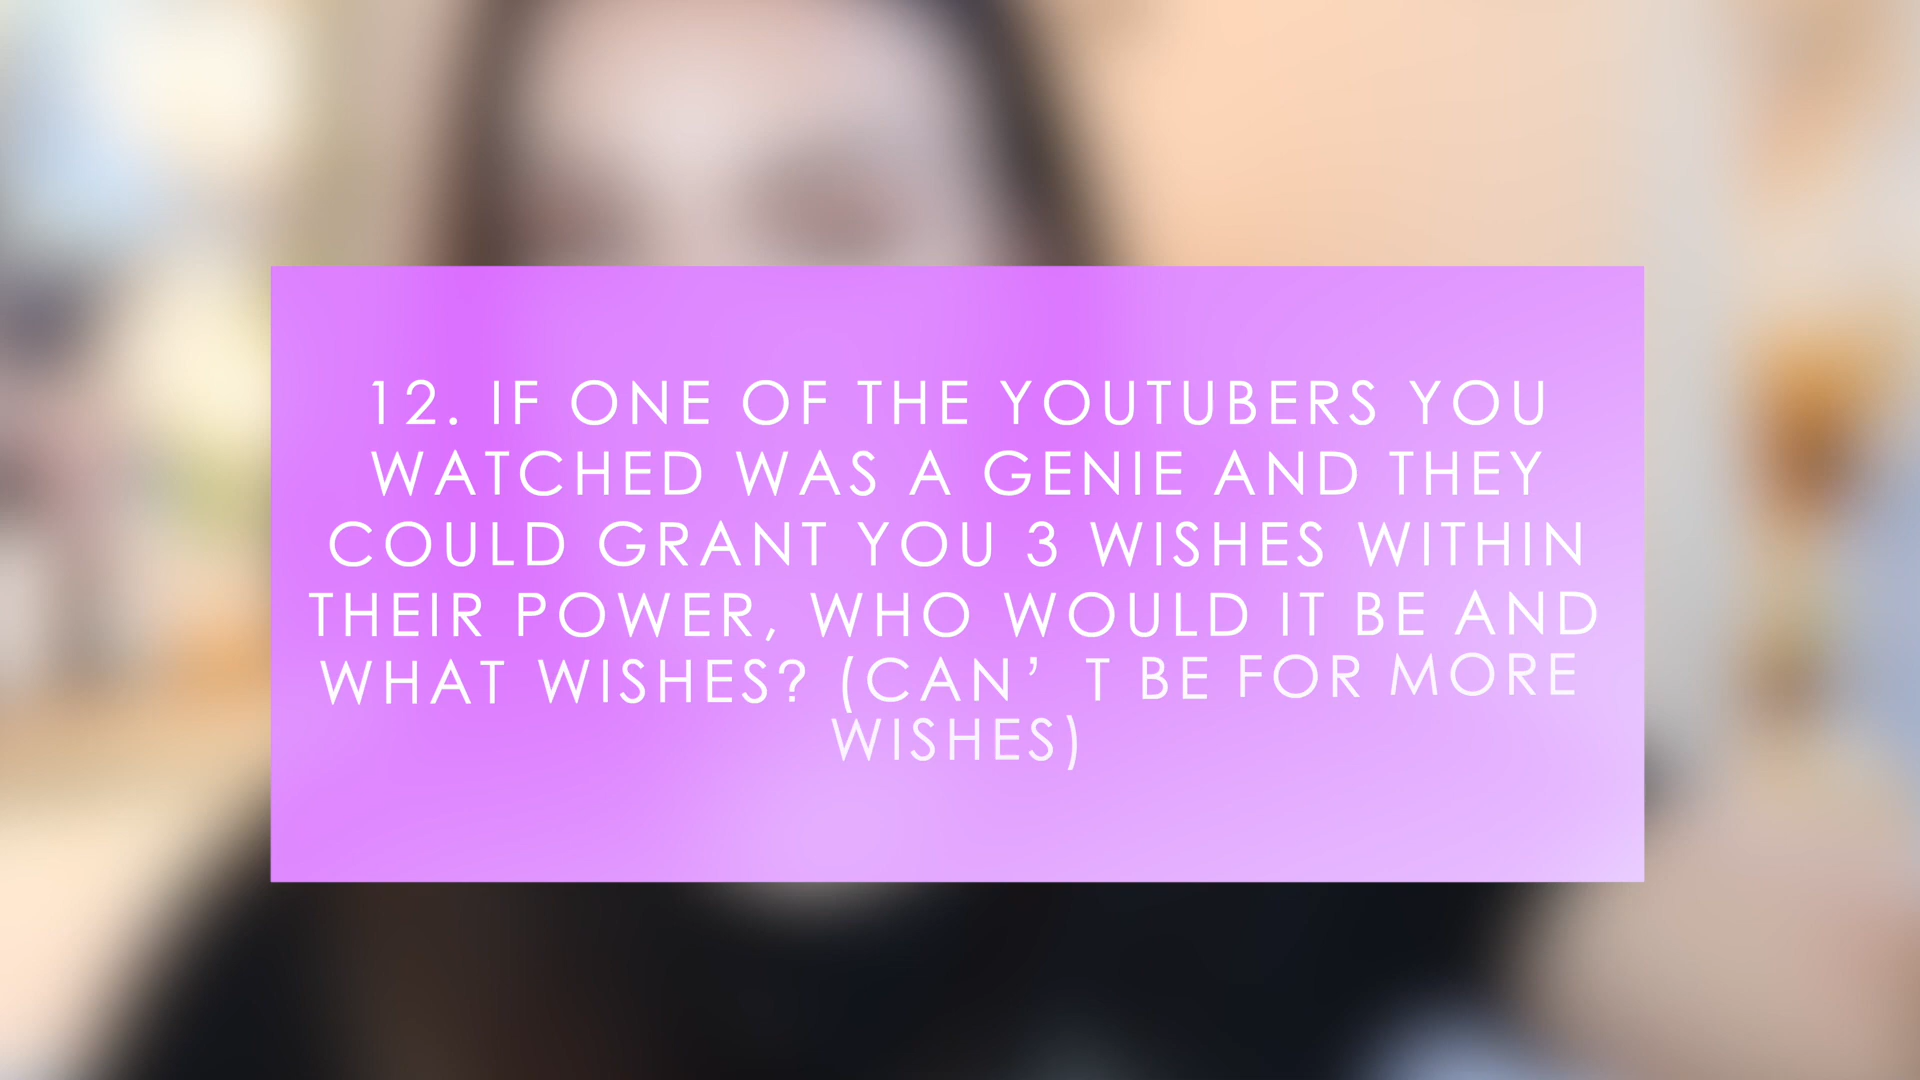 12. IF ONE OF THE YOUTUBERS YOU
WATCHED WAS A GENIE AND THEY
COULD GRANT YOU 3 WISHES WITHIN
THEIR POWER, WHO WOULD IT BE AND
WHAT WISHES? (CAN’ T BE FOR MORE
WISHES)